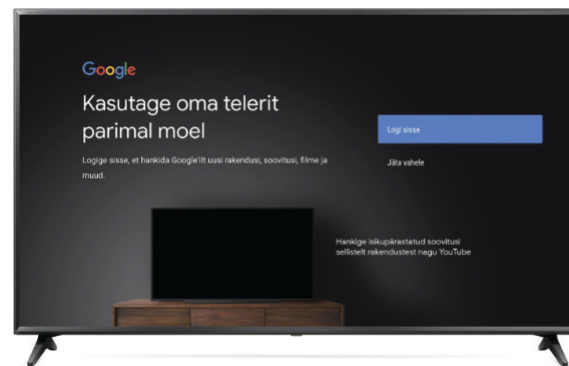 Google
Kasutage oma telerit
parimal moel
Logige sisse, et hankida Google'ilt uusi rakendusi, soovitusi, filme ja
muud.
Logi sisse
Jäta vahele
Hankige isikupärastatud soovitusi
sellistelt rakendustest nagu YouTube